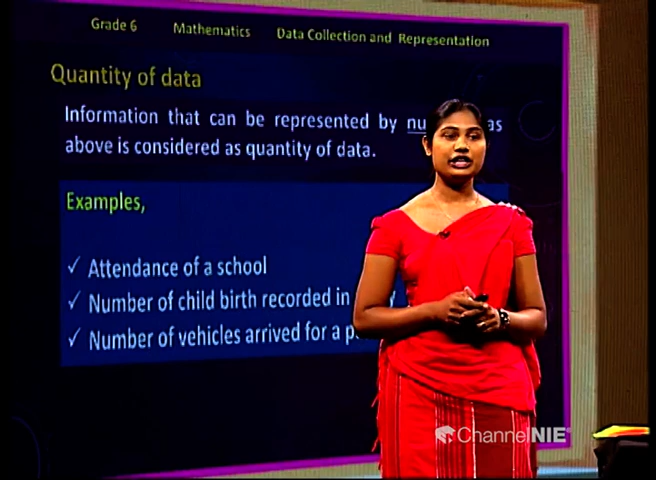 Grade 6 Mathematics Data Collection and Representation
Quantity of data
Information that can be represented by nu as
above is considered as quantity of data.
Examples,
✓ Attendance of a school
✓ Number of child birth recorded in
✓ Number of vehicles arrived for a p
ChannelNIE